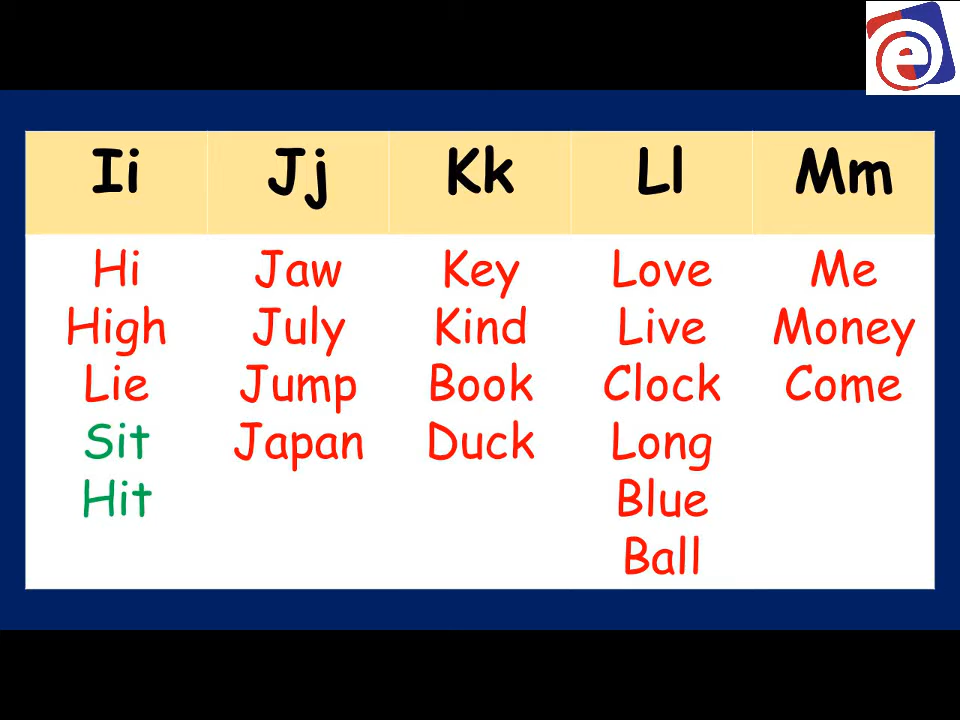 e
Ii Jj Kk Ll Mm
Hi Jaw Key Love Me
High July Kind Live Money
Lie Jump Book Clock Come
Sit Japan Duck Long
Hit Blue
Ball